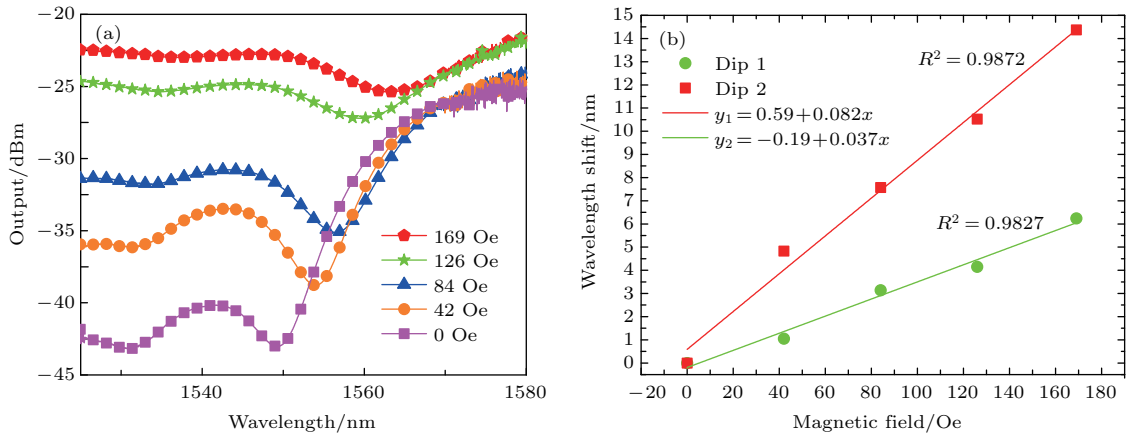 (a)
−20
−25
−30
−35
−40
−45
Output/dBm
1540
1560
1580
Wavelength/nm
169 Oe
126 Oe
84 Oe
42 Oe
0 Oe
(b)
15
14
13
12
11
10
9
8
7
6
5
4
3
2
1
0
Wavelength shift/nm
−20
0
20
40
60
80
100
120
140
160
180
Magnetic field/Oe
Dip 1
Dip 2
y₁=0.59+0.082x
y₂=−0.19+0.037x
R²=0.9872
R²=0.9827